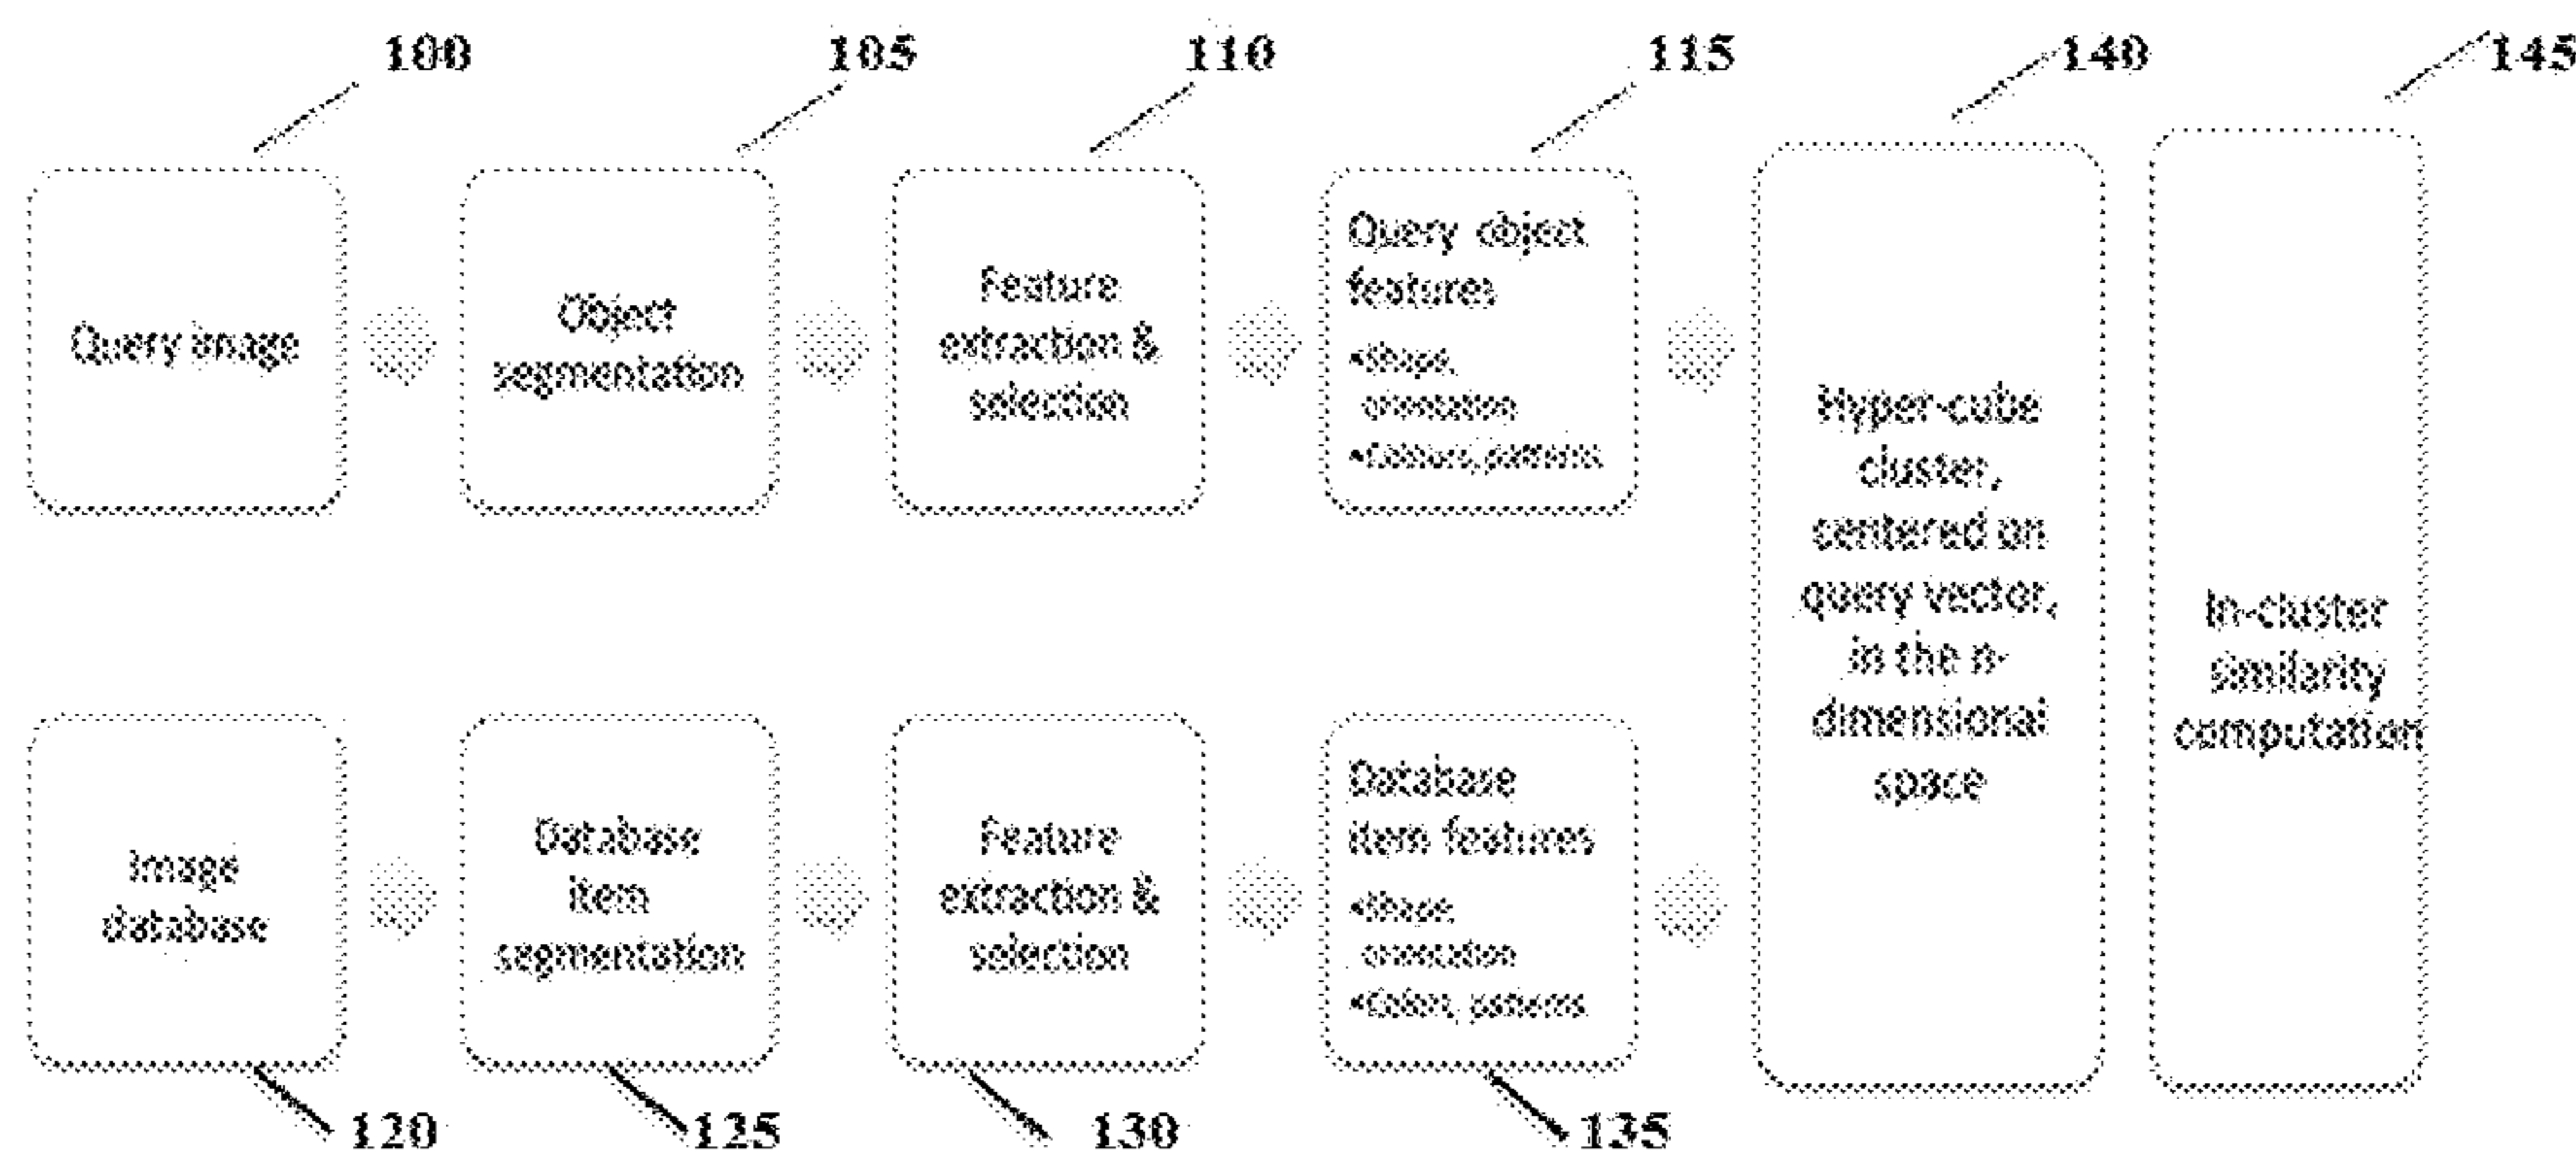 100
105
110
115
140
145
Query image
Object
segmentation
Feature
extraction &
selection
Query object
features
•Shape,
orientation
•Colours, patterns
Hyper-cube
cluster,
centered on
query vector,
in the n-
dimensional
space
In-cluster
similarity
computation
Image
database
Database
item
segmentation
Feature
extraction &
selection
Database
item features
•Shape,
orientation
•Colors, patterns
120
125
130
135